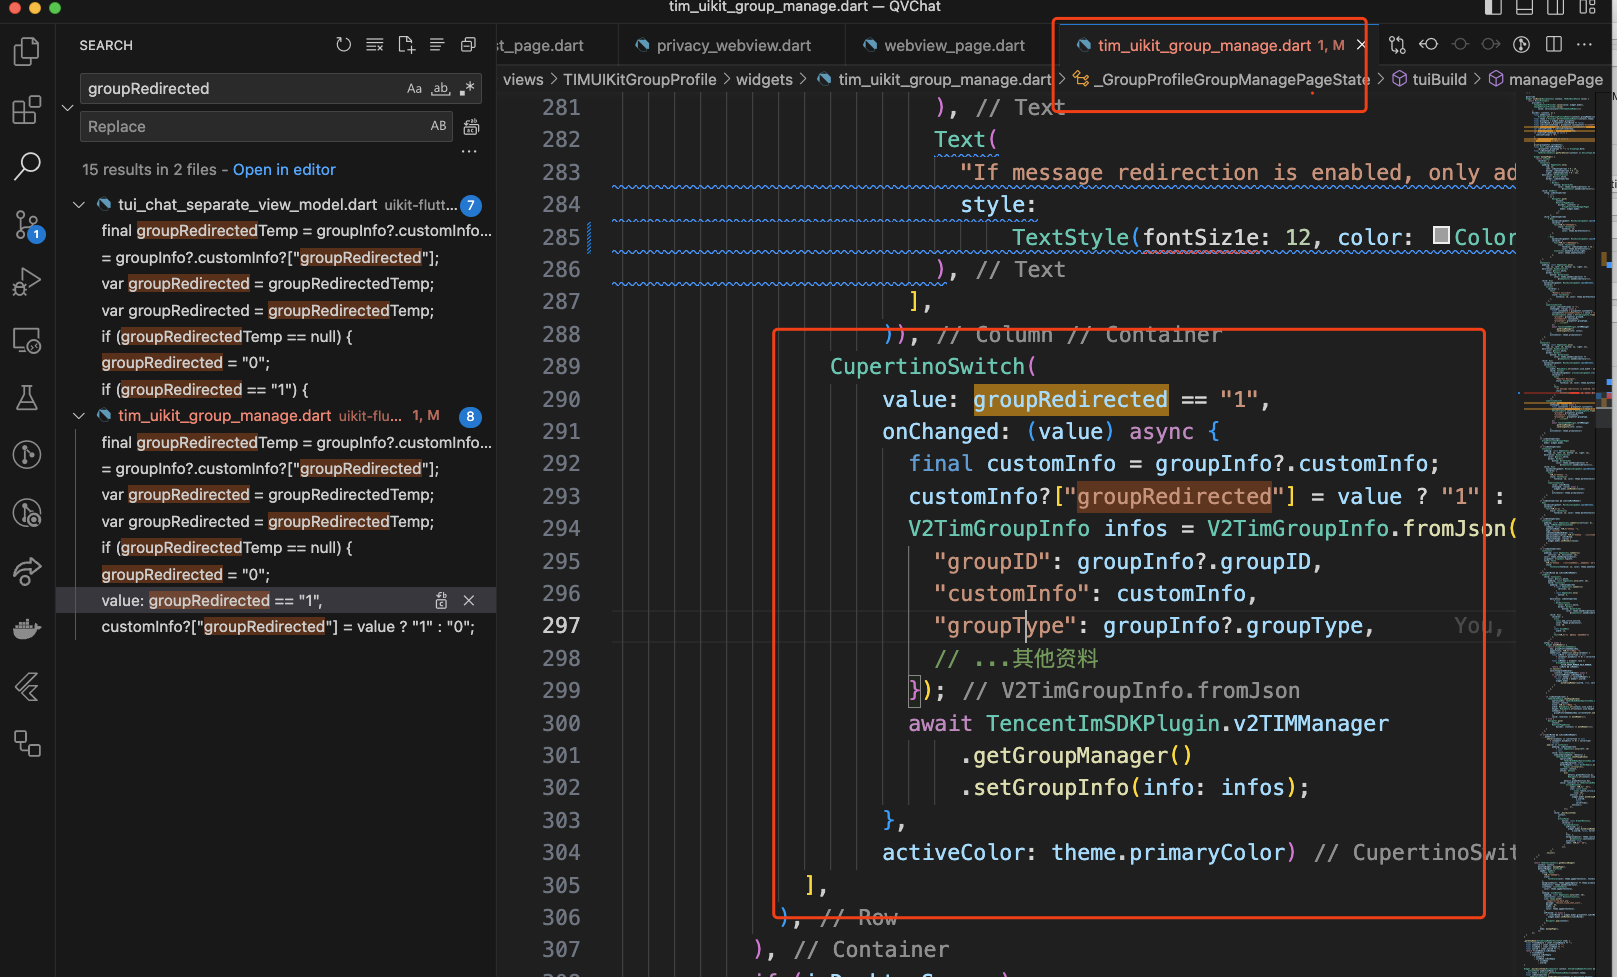 tim_uikit_group_manage.dart — QVChat
SEARCH
st_page.dart
privacy_webview.dart
webview_page.dart
tim_uikit_group_manage.dart 1, M
views > TIMUIKitGroupProfile > widgets > tim_uikit_group_manage.dart > _GroupProfileGroupManagePageState > tuiBuild > managePage
groupRedirected
Aa ab .*
Replace
AB
15 results in 2 files - Open in editor
tui_chat_separate_view_model.dart uikit-flutt... 7
final groupRedirectedTemp = groupInfo?.customInfo...
= groupInfo?.customInfo?["groupRedirected"];
var groupRedirected = groupRedirectedTemp;
var groupRedirected = groupRedirectedTemp;
if (groupRedirectedTemp == null) {
groupRedirected = "0";
if (groupRedirected == "1") {
tim_uikit_group_manage.dart uikit-flu... 1, M 8
final groupRedirectedTemp = groupInfo?.customInfo...
= groupInfo?.customInfo?["groupRedirected"];
var groupRedirected = groupRedirectedTemp;
var groupRedirected = groupRedirectedTemp;
if (groupRedirectedTemp == null) {
groupRedirected = "0";
value: groupRedirected == "1",
customInfo?["groupRedirected"] = value ? "1" : "0";
1
281 ), // Text
282 Text(
283 "If message redirection is enabled, only ad
284 style:
285 TextStyle(fontSiz1e: 12, color: Color
286 ), // Text
287 ],
288 )), // Column // Container
289 CupertinoSwitch(
290 value: groupRedirected == "1",
291 onChanged: (value) async {
292 final customInfo = groupInfo?.customInfo;
293 customInfo?["groupRedirected"] = value ? "1" :
294 V2TimGroupInfo infos = V2TimGroupInfo.fromJson(
295 "groupID": groupInfo?.groupID,
296 "customInfo": customInfo,
297 "groupType": groupInfo?.groupType, You,
298 // ...其他资料
299 }); // V2TimGroupInfo.fromJson
300 await TencentImSDKPlugin.v2TIMManager
301 .getGroupManager()
302 .setGroupInfo(info: infos);
303 },
304 activeColor: theme.primaryColor) // CupertinoSwit
305 ],
306 ), // Row
307 ), // Container